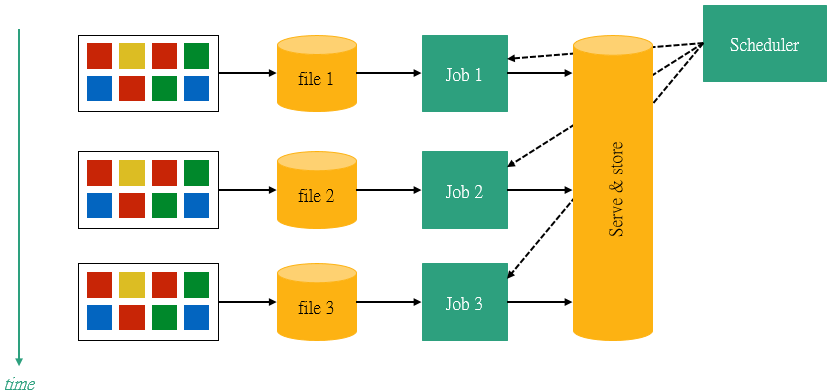 Scheduler
file 1
Job 1
file 2
Job 2
Serve & store
file 3
Job 3
time